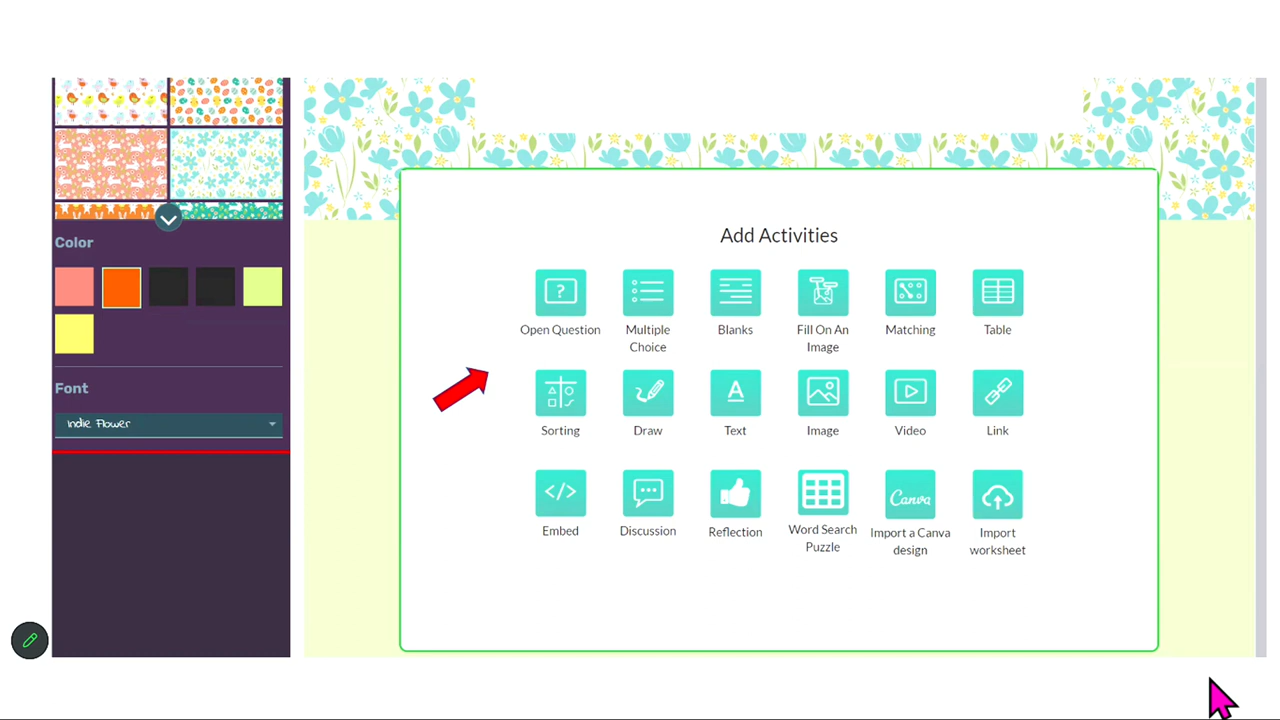 Color
Font
Indie Flower
Add Activities
Open Question
Multiple
Choice
Blanks
Fill On An
Image
Matching
Table
Sorting
Draw
Text
Image
Video
Link
Embed
Discussion
Reflection
Word Search
Puzzle
Canva
Import a Canva
design
Import
worksheet